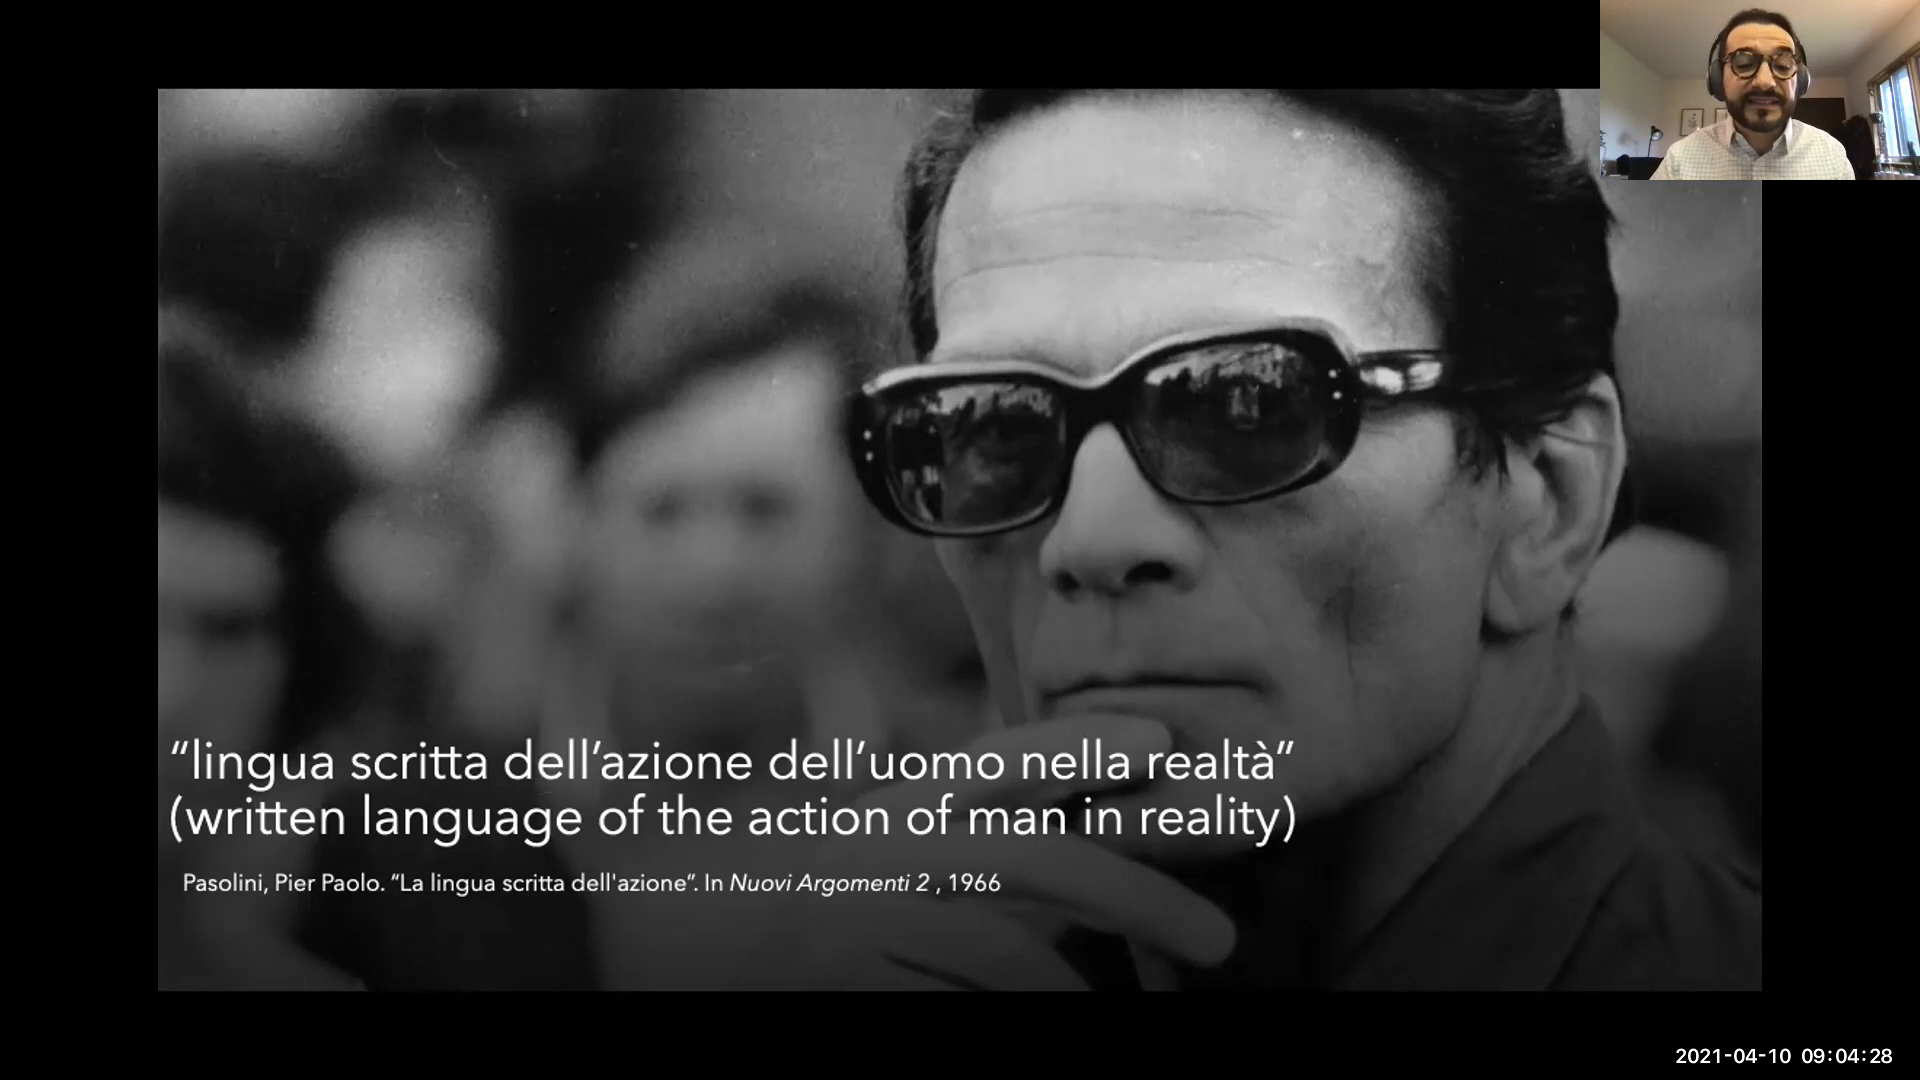 “lingua scritta dell’azione dell’uomo nella realtà”
(written language of the action of man in reality)
Pasolini, Pier Paolo. “La lingua scritta dell'azione”. In Nuovi Argomenti 2 , 1966
2021-04-10 09:04:28